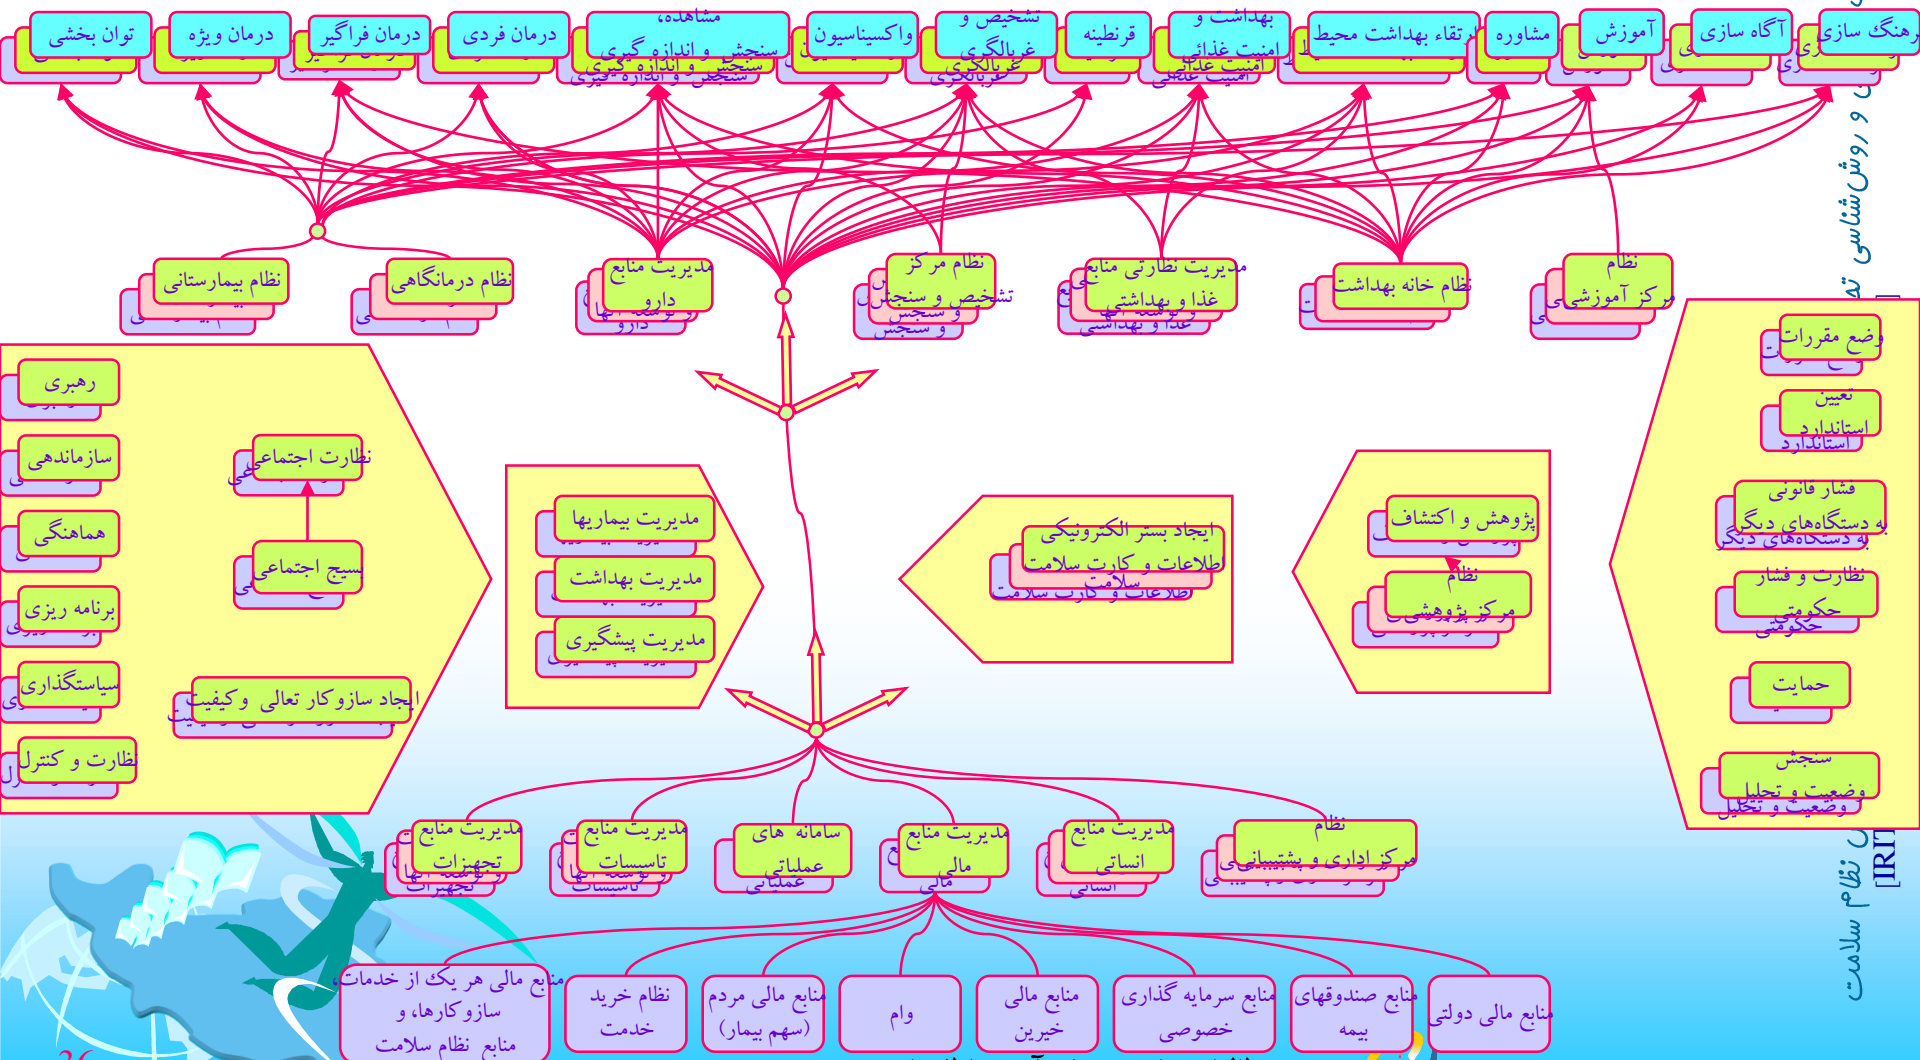 فرهنگ سازی
آگاه سازی
آموزش
مشاوره
ارتقاء بهداشت محیط
بهداشت و
امنیت غذائی
قرنطینه
تشخیص و
غربالگری
واکسیناسیون
مشاهده،
سنجش و اندازه گیری
درمان فردی
درمان فراگیر
درمان ویژه
توان بخشی
نظام
مرکز آموزشی
نظام خانه بهداشت
مدیریت نظارتی منابع
غذا و بهداشتی
نظام مرکز
تشخیص و سنجش
مدیریت منابع
دارو
نظام درمانگاهی
نظام بیمارستانی
وضع مقررات
تعیین
استاندارد
فشار قانونی
به دستگاه‌های دیگر
نظارت و فشار
حکومتی
حمایت
سنجش
وضعیت و تحلیل
پژوهش و اکتشاف
نظام
مرکز پژوهشی
ایجاد بستر الکترونیکی
اطلاعات و کارت سلامت
مدیریت بیماریها
مدیریت بهداشت
مدیریت پیشگیری
نظارت اجتماعی
بسیج اجتماعی
ایجاد سازوکار تعالی وکیفیت
رهبری
سازماندهی
هماهنگی
برنامه ریزی
سیاستگذاری
نظارت و کنترل
نظام
مرکز اداری و پشتیبانی
مدیریت منابع
انسانی
مدیریت منابع
مالی
سامانه های
عملیاتی
مدیریت منابع
تاسیسات
مدیریت منابع
تجهیزات
منابع مالی دولتی
منابع صندوقهای
بیمه
منابع سرمایه گذاری
خصوصی
منابع مالی
خیرین
وام
منابع مالی مردم
(سهم بیمار)
نظام خرید
خدمت
منابع مالی هر یک از خدمات،
سازوکارها، و
منابع نظام سلامت
و روش‌شناسی
نظام سلامت
[IRIT